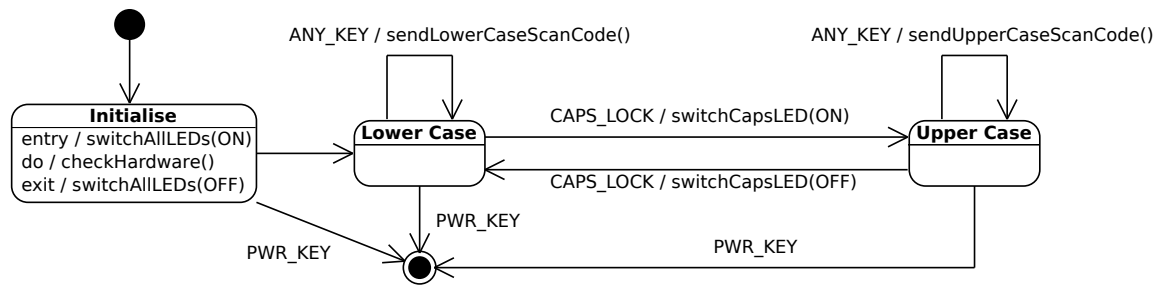 ANY_KEY / sendLowerCaseScanCode()
ANY_KEY / sendUpperCaseScanCode()
Initialise
entry / switchAllLEDs(ON)
do / checkHardware()
exit / switchAllLEDs(OFF)
Lower Case
CAPS_LOCK / switchCapsLED(ON)
Upper Case
CAPS_LOCK / switchCapsLED(OFF)
PWR_KEY
PWR_KEY
PWR_KEY